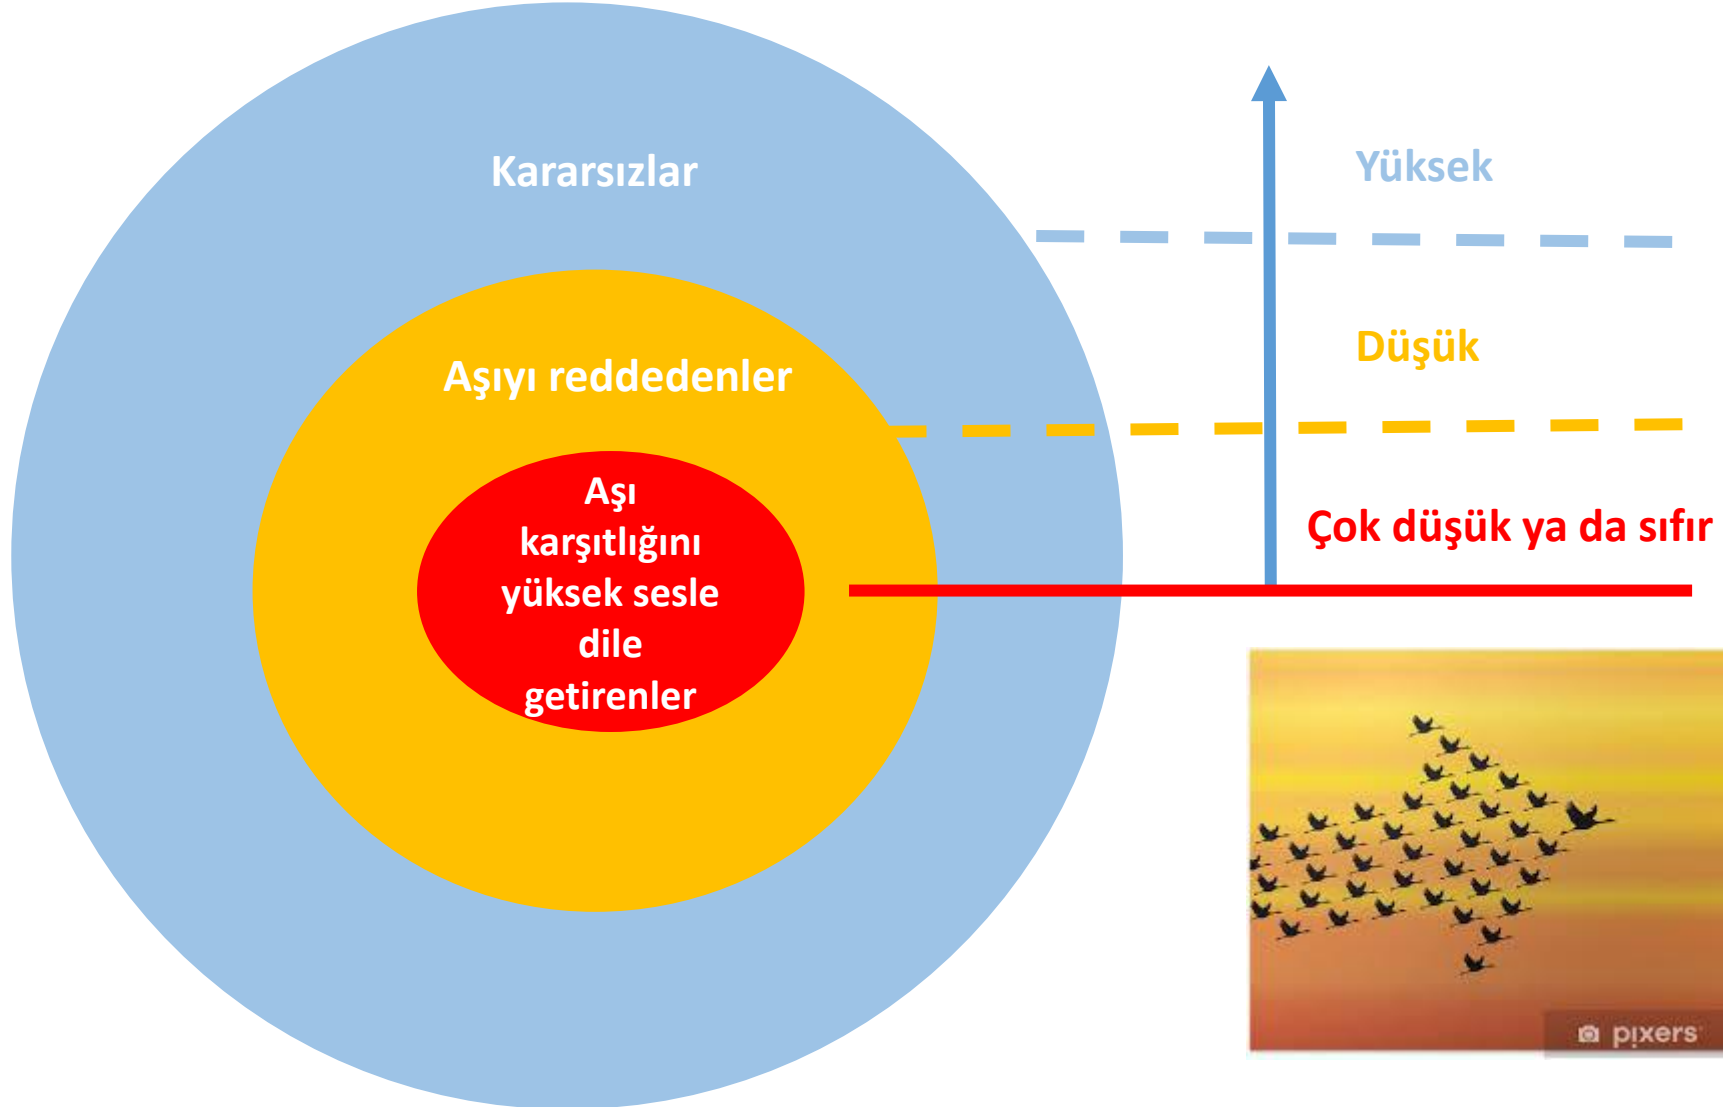 Kararsızlar
Yüksek
Aşıyı reddedenler
Düşük
Aşı
karşıtlığını
yüksek sesle
dile
getirenler
Çok düşük ya da sıfır
pixers